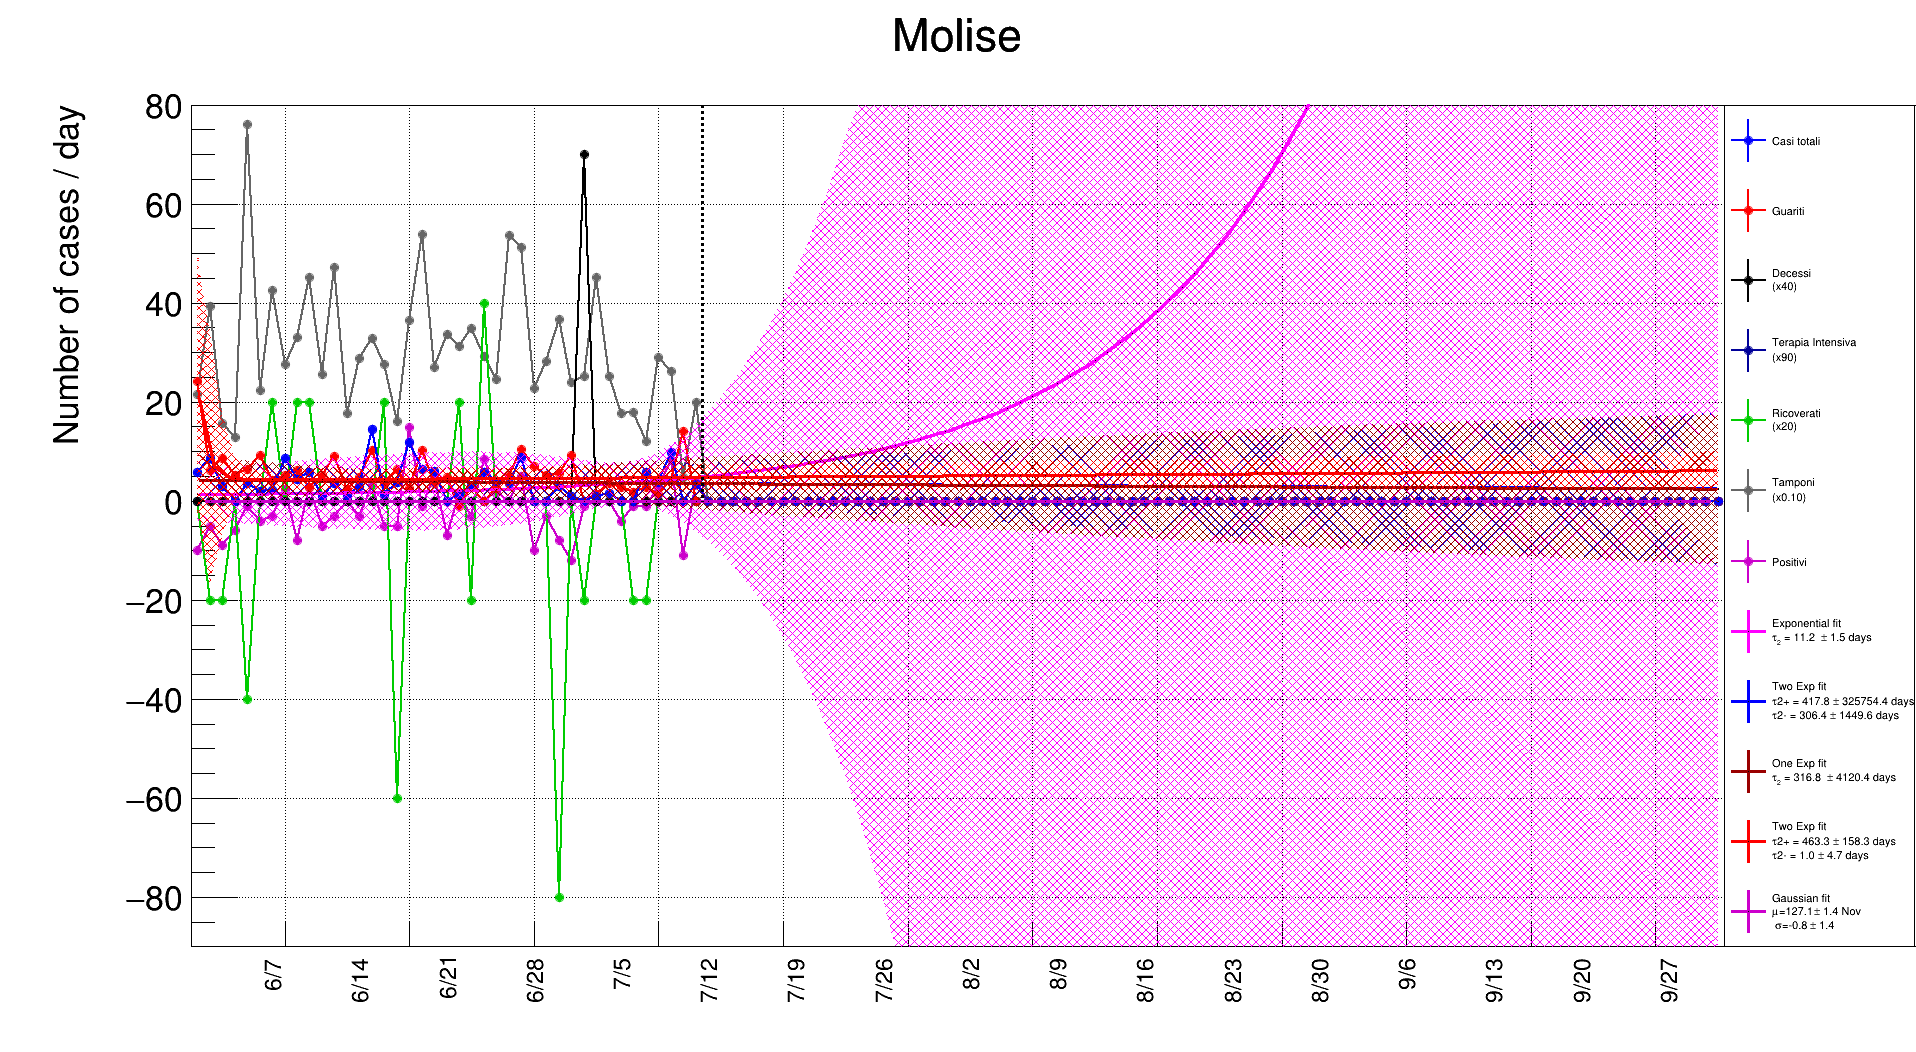 Molise
Number of cases / day
80
60
40
20
0
−20
−40
−60
−80
6/7
6/14
6/21
6/28
7/5
7/12
7/19
7/26
8/2
8/9
8/16
8/23
8/30
9/6
9/13
9/20
9/27
Casi totali
Guariti
Decessi
(x40)
Terapia Intensiva
(x90)
Ricoverati
(x20)
Tamponi
(x0.10)
Positivi
Exponential fit
τ₂ = 11.2 ± 1.5 days
Two Exp fit
τ2+ = 417.8 ± 325754.4 days
τ2- = 306.4 ± 1449.6 days
One Exp fit
τ₂ = 316.8 ± 4120.4 days
Two Exp fit
τ2+ = 463.3 ± 158.3 days
τ2- = 1.0 ± 4.7 days
Gaussian fit
μ=127.1± 1.4 Nov
σ=-0.8 ± 1.4